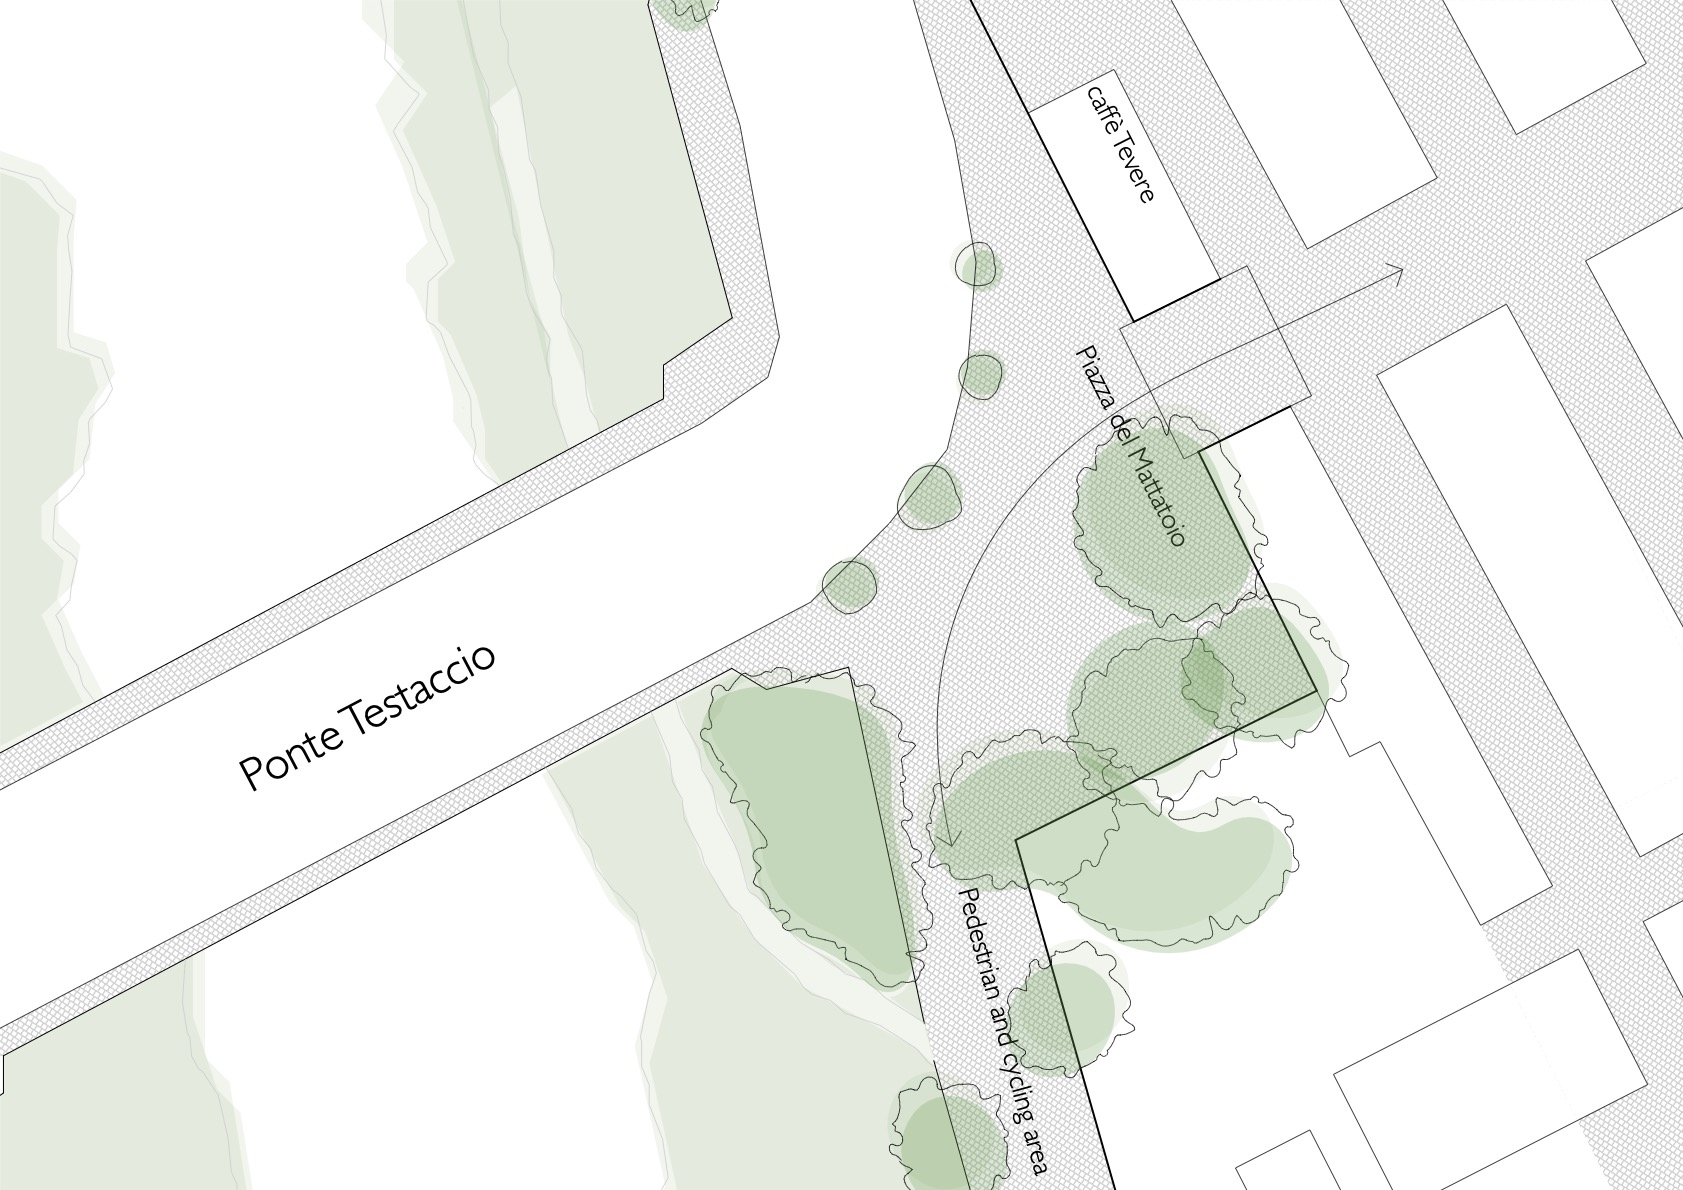 caffè Tevere
Piazza del Mattatoio
Ponte Testaccio
Pedestrian and cycling area